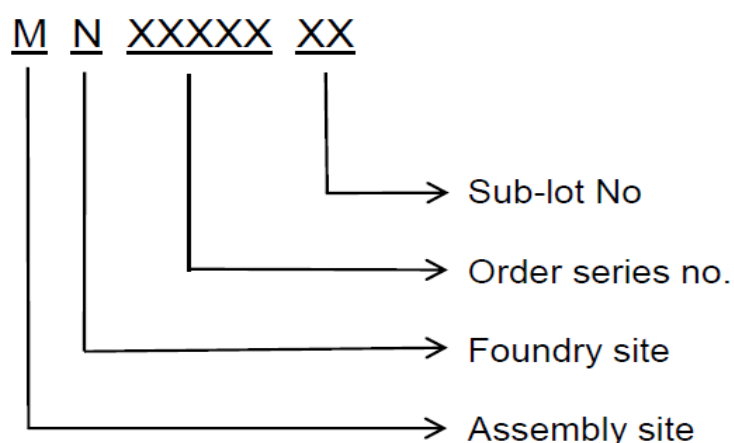 M N XXXXX XX
Sub-lot No
Order series no.
Foundry site
Assembly site